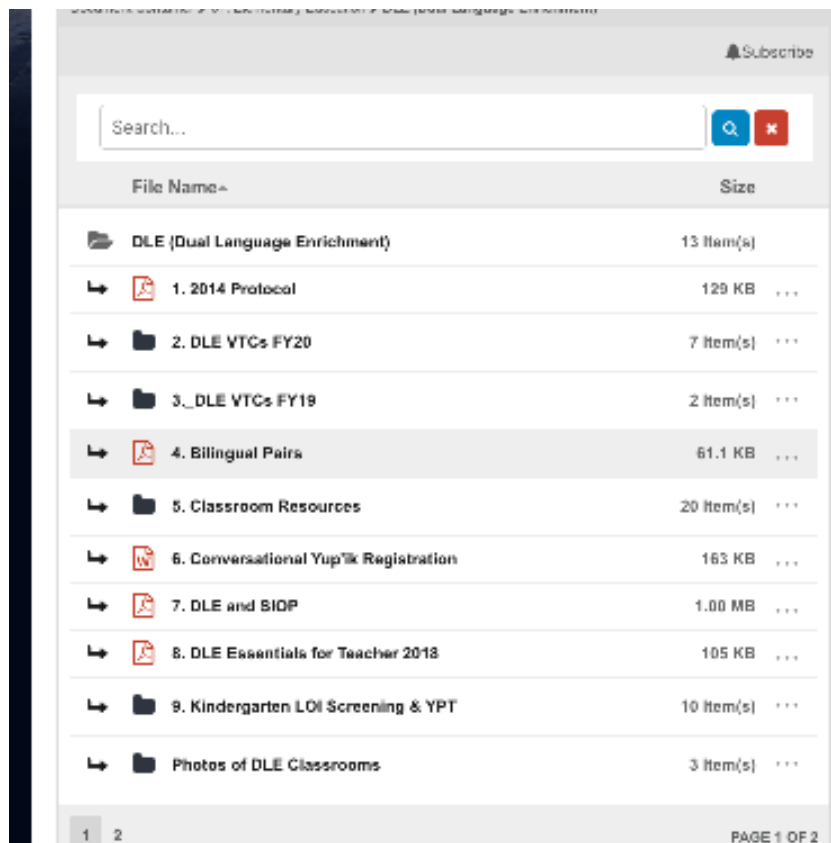 DLE (Dual Language Enrichment)
Subscribe
Search...
File Name
Size
DLE (Dual Language Enrichment) 13 Item(s)
1. 2014 Protocol 129 KB ...
2. DLE VTCs FY20 7 Item(s) ...
3._DLE VTCs FY19 2 Item(s) ...
4. Bilingual Pairs 61.1 KB ...
5. Classroom Resources 20 Item(s) ...
6. Conversational Yup'ik Registration 163 KB ...
7. DLE and SIOP 1.00 MB ...
8. DLE Essentials for Teacher 2018 105 KB ...
9. Kindergarten LOI Screening & YPT 10 Item(s) ...
Photos of DLE Classrooms 3 Item(s) ...
1 2 PAGE 1 OF 2